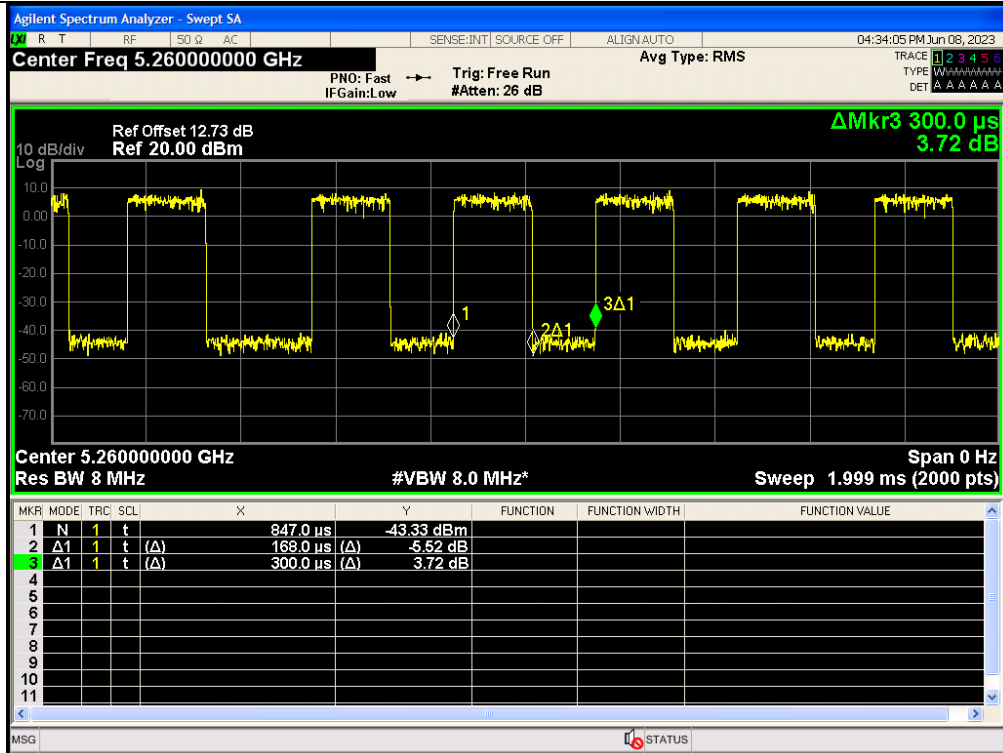 Agilent Spectrum Analyzer - Swept SA
LXI R T RF 50 Ω AC SENSE:INT SOURCE OFF ALIGN AUTO 04:34:05 PM Jun 08, 2023
Center Freq 5.260000000 GHz
PNO: Fast
IFGain:Low
Trig: Free Run
#Atten: 26 dB
Avg Type: RMS
TRACE 1 2 3 4 5 6
TYPE W
DET A A A A A A
ΔMkr3 300.0 µs
3.72 dB
Ref Offset 12.73 dB
10 dB/div Ref 20.00 dBm
Log
10.0
0.00
-10.0
-20.0
-30.0
-40.0
-50.0
-60.0
-70.0
1
2Δ1
3Δ1
Center 5.260000000 GHz Span 0 Hz
Res BW 8 MHz #VBW 8.0 MHz* Sweep 1.999 ms (2000 pts)
MKR MODE TRC SCL X Y FUNCTION FUNCTION WIDTH FUNCTION VALUE
1 N 1 t 847.0 µs -43.33 dBm
2 Δ1 1 t (Δ) 168.0 µs (Δ) -5.52 dB
3 Δ1 1 t (Δ) 300.0 µs (Δ) 3.72 dB
4
5
6
7
8
9
10
11
MSG STATUS